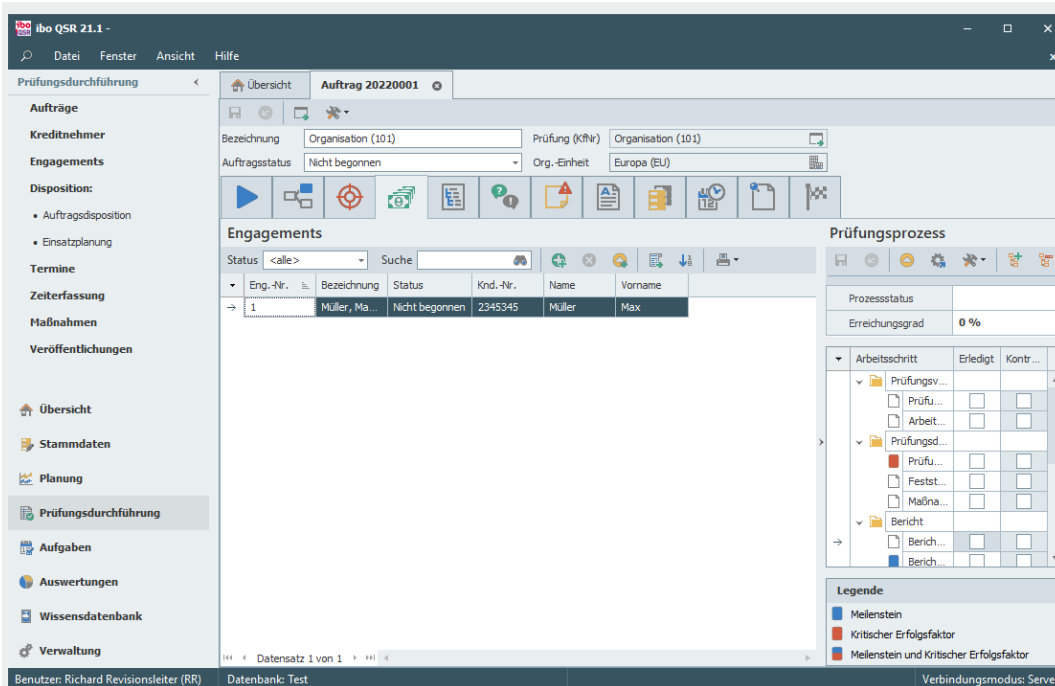 ibo QSR 21.1 -
Datei Fenster Ansicht Hilfe
Prüfungsdurchführung
Aufträge
Kreditnehmer
Engagements
Disposition:
• Auftragsdisposition
• Einsatzplanung
Termine
Zeiterfassung
Maßnahmen
Veröffentlichungen
Übersicht
Stammdaten
Planung
Prüfungsdurchführung
Aufgaben
Auswertungen
Wissensdatenbank
Verwaltung
Übersicht Auftrag 20220001
Bezeichnung Organisation (101) Prüfung (KfNr) Organisation (101)
Auftragsstatus Nicht begonnen Org.-Einheit Europa (EU)
Engagements
Status <alle> Suche
Eng.-Nr. Bezeichnung Status Knd.-Nr. Name Vorname
1 Müller, Ma... Nicht begonnen 2345345 Müller Max
Datensatz 1 von 1
Prüfungsprozess
Prozessstatus
Erreichungsgrad 0 %
Arbeitsschritt Erledigt Kontr...
Prüfungsv...
Prüfu...
Arbeit...
Prüfungsd...
Prüfu...
Festst...
Maßna...
Bericht
Berich...
Berich...
Legende
Meilenstein
Kritischer Erfolgsfaktor
Meilenstein und Kritischer Erfolgsfaktor
Benutzer: Richard Revisionsleiter (RR) Datenbank: Test Verbindungsmodus: Serve